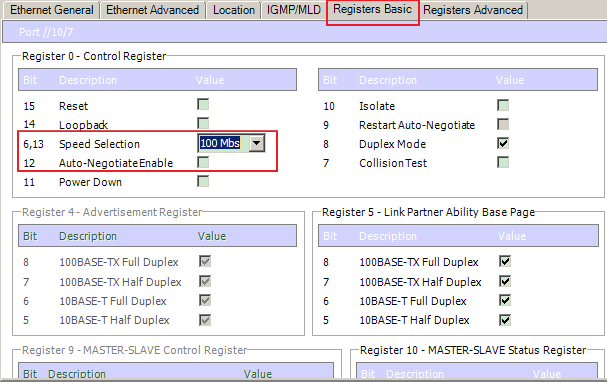 Ethernet General Ethernet Advanced Location IGMP/MLD Registers Basic Registers Advanced
Port //10/7
Register 0 - Control Register
Bit Description Value
15 Reset
14 Loopback
6,13 Speed Selection 100 Mbs
12 Auto-Negotiate Enable
11 Power Down
Bit Description Value
10 Isolate
9 Restart Auto-Negotiate
8 Duplex Mode
7 Collision Test
Register 4 - Advertisement Register
Bit Description Value
8 100BASE-TX Full Duplex
7 100BASE-TX Half Duplex
6 10BASE-T Full Duplex
5 10BASE-T Half Duplex
Register 5 - Link Partner Ability Base Page
Bit Description Value
8 100BASE-TX Full Duplex
7 100BASE-TX Half Duplex
6 10BASE-T Full Duplex
5 10BASE-T Half Duplex
Register 9 - MASTER-SLAVE Control Register
Bit Description Value
Register 10 - MASTER-SLAVE Status Register
Bit Description Value